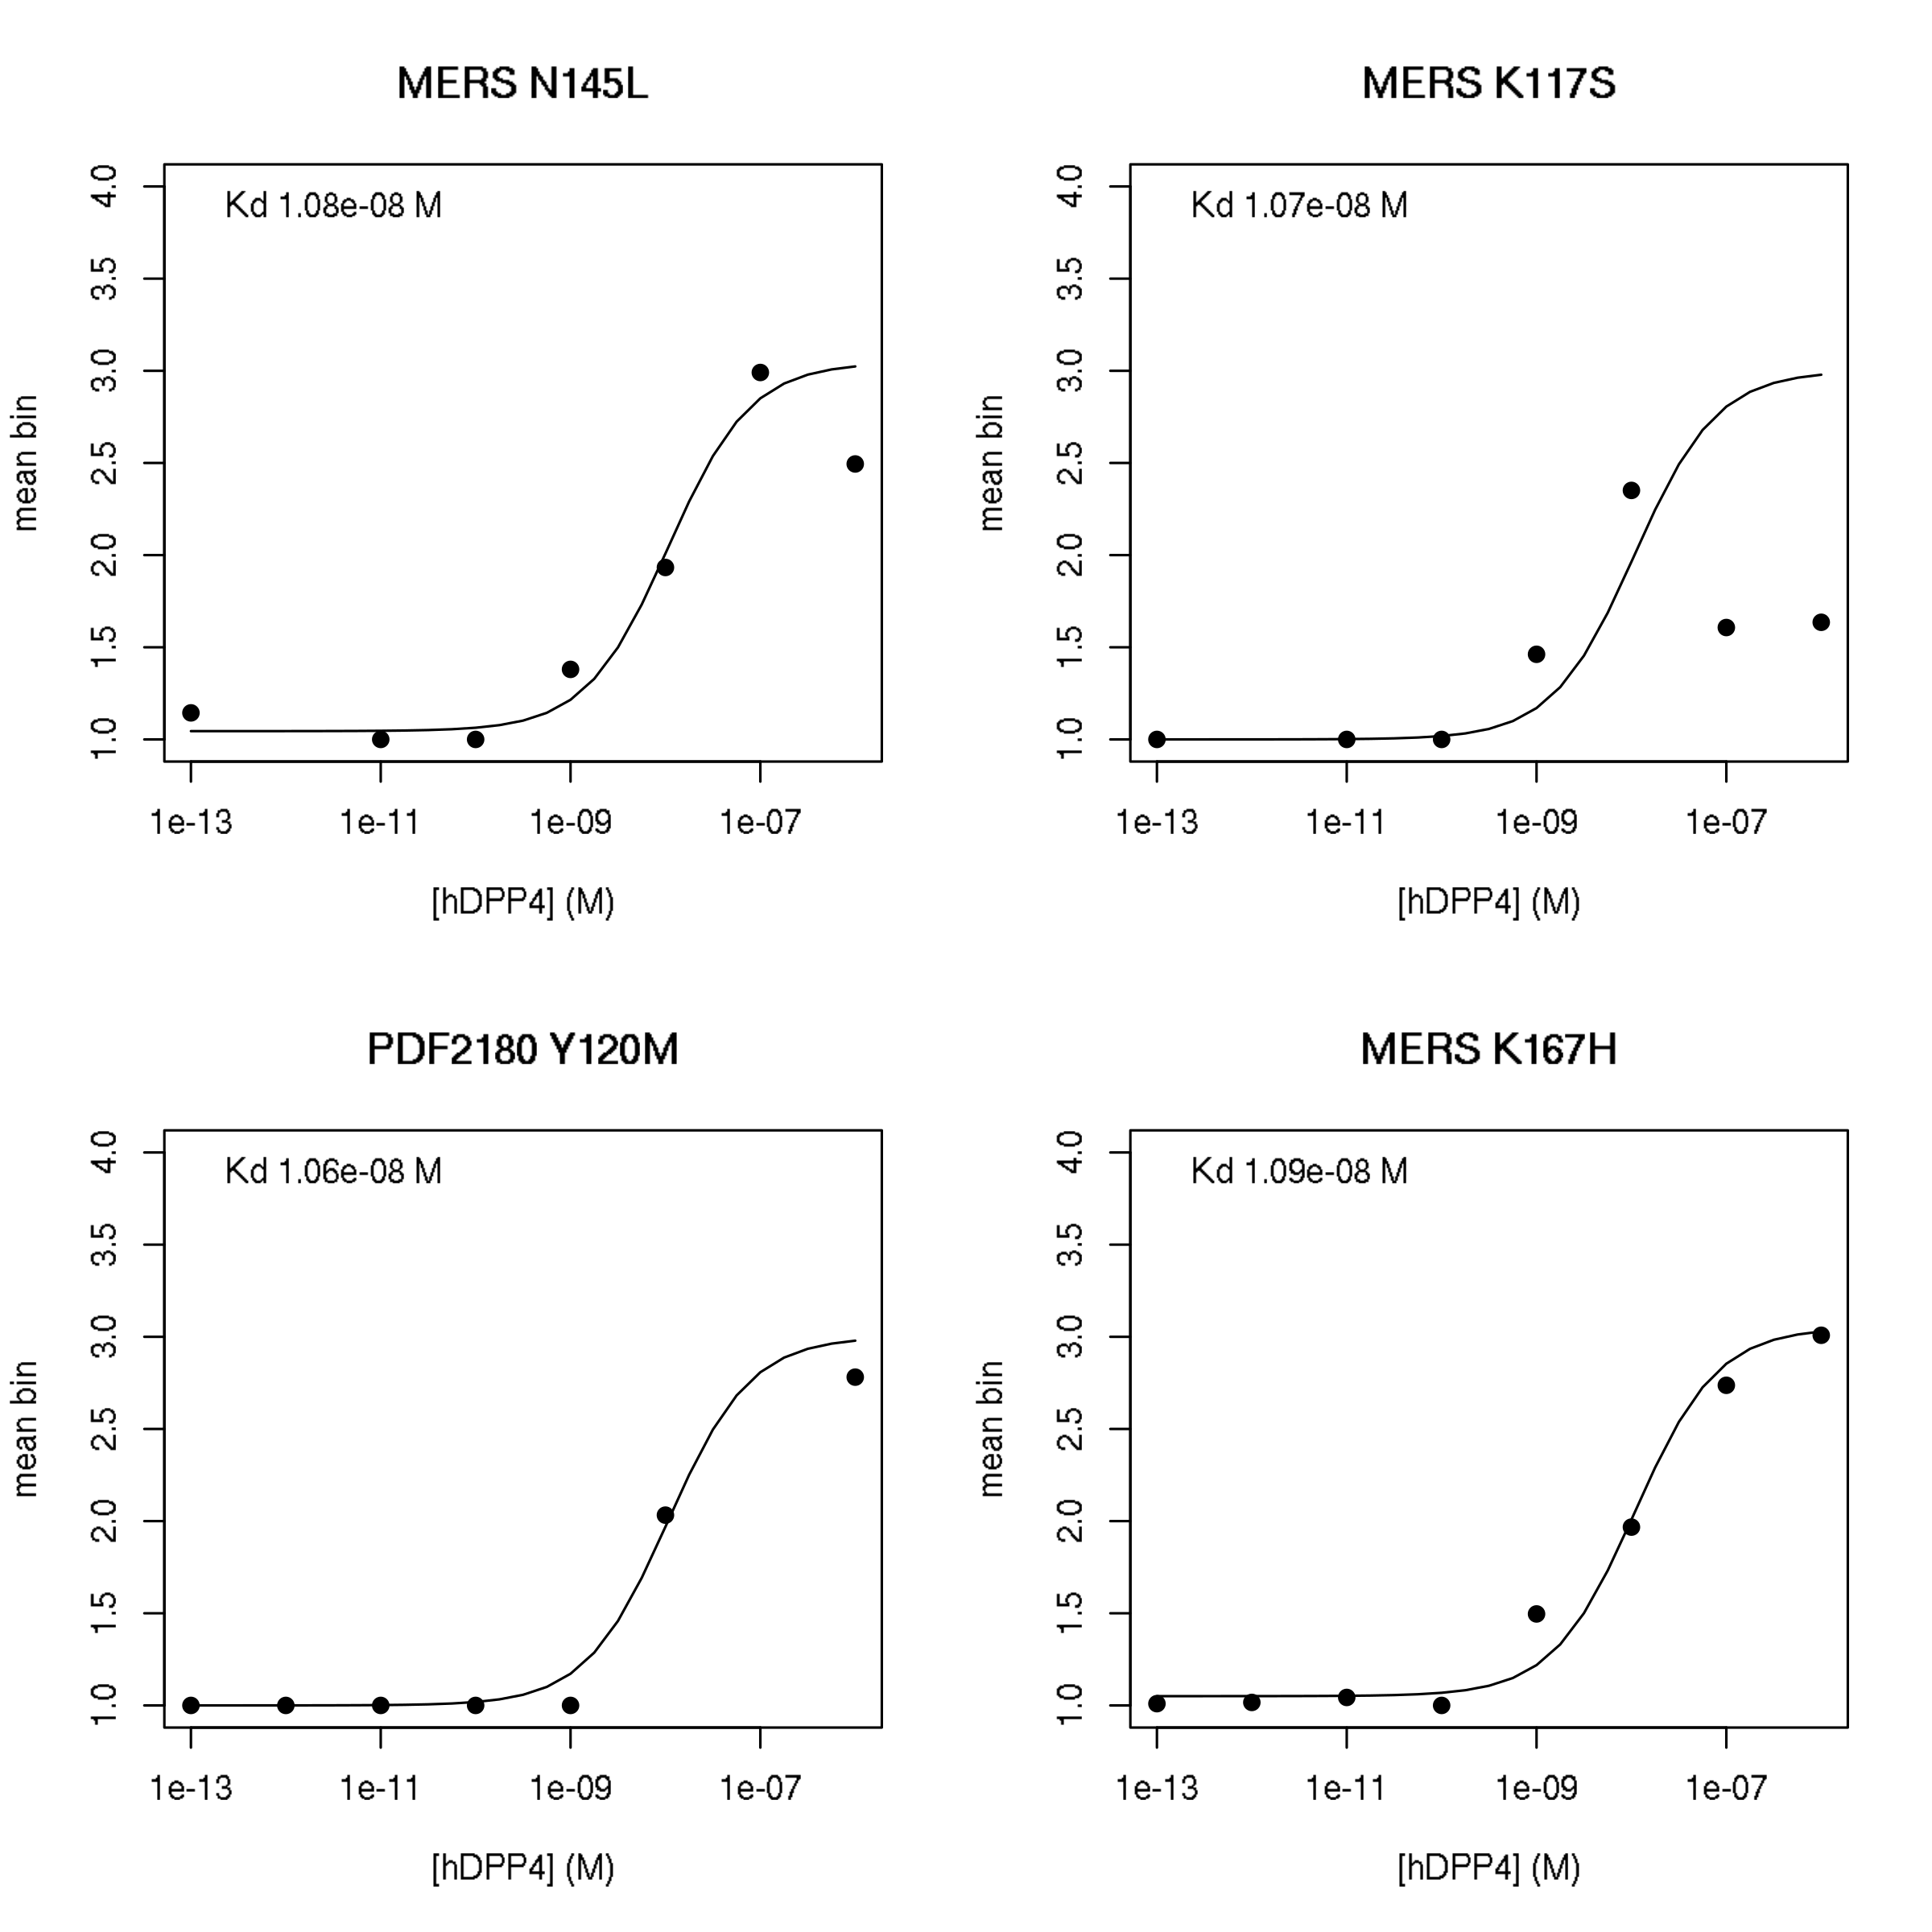 MERS N145L
Kd 1.08e-08 M
mean bin
4.0
3.5
3.0
2.5
2.0
1.5
1.0
1e-13 1e-11 1e-09 1e-07
[hDPP4] (M)
MERS K117S
Kd 1.07e-08 M
mean bin
4.0
3.5
3.0
2.5
2.0
1.5
1.0
1e-13 1e-11 1e-09 1e-07
[hDPP4] (M)
PDF2180 Y120M
Kd 1.06e-08 M
mean bin
4.0
3.5
3.0
2.5
2.0
1.5
1.0
1e-13 1e-11 1e-09 1e-07
[hDPP4] (M)
MERS K167H
Kd 1.09e-08 M
mean bin
4.0
3.5
3.0
2.5
2.0
1.5
1.0
1e-13 1e-11 1e-09 1e-07
[hDPP4] (M)